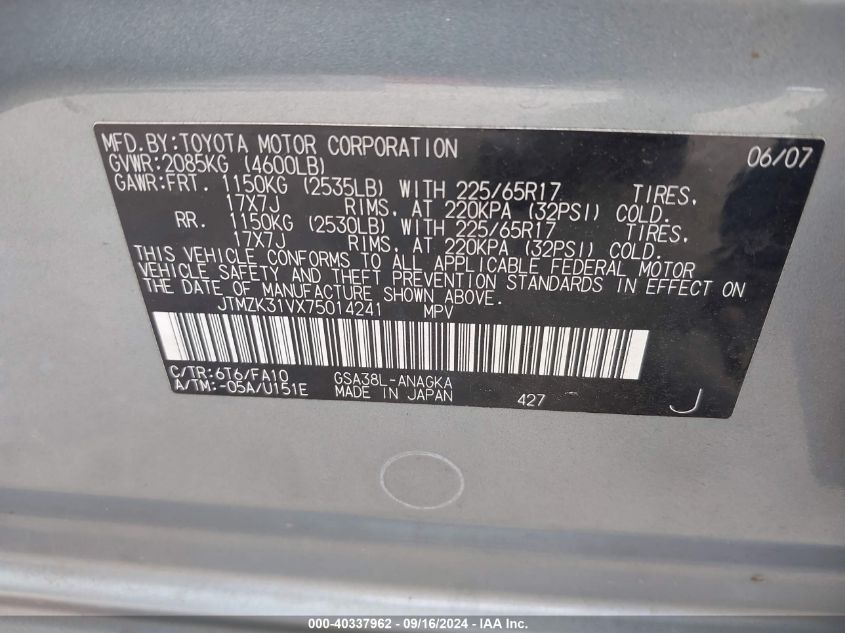 MFD.BY:TOYOTA MOTOR CORPORATION 06/07
GVWR:2085KG (4600LB)
GAWR:FRT. 1150KG (2535LB) WITH 225/65R17 TIRES,
17X7J RIMS, AT 220KPA (32PSI) COLD.
RR. 1150KG (2530LB) WITH 225/65R17 TIRES,
17X7J RIMS, AT 220KPA (32PSI) COLD.
THIS VEHICLE CONFORMS TO ALL APPLICABLE FEDERAL MOTOR
VEHICLE SAFETY AND THEFT PREVENTION STANDARDS IN EFFECT ON
THE DATE OF MANUFACTURE SHOWN ABOVE.
JTMZK31VX75014241 MPV
C/TR:6T6/FA10 GSA38L-ANAGKA
A/TM:-05A/U151E MADE IN JAPAN 427 J
000-40337962 - 09/16/2024 - IAA Inc.